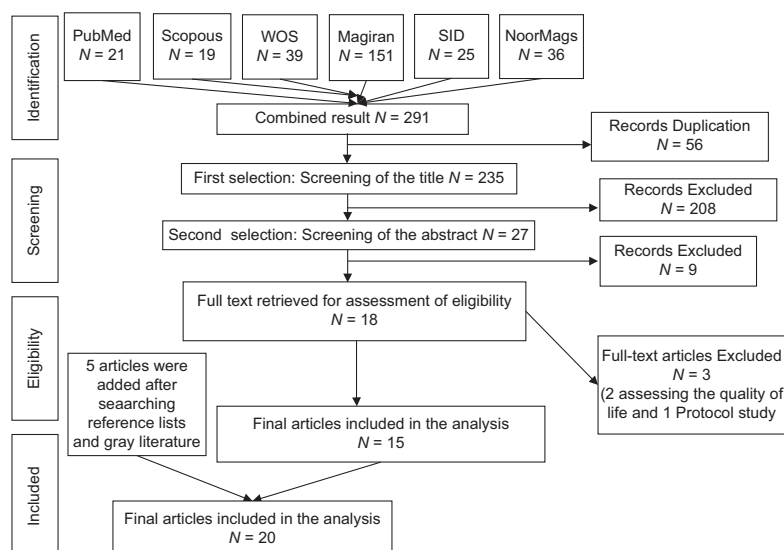 Identification
PubMed
N = 21
Scopous
N = 19
WOS
N = 39
Magiran
N = 151
SID
N = 25
NoorMags
N = 36
Combined result N = 291
Records Duplication
N = 56
Screening
First selection: Screening of the title N = 235
Records Excluded
N = 208
Second selection: Screening of the abstract N = 27
Records Excluded
N = 9
Eligibility
Full text retrieved for assessment of eligibility
N = 18
Full-text articles Excluded
N = 3
(2 assessing the quality of
life and 1 Protocol study
5 articles were
added after
seaarching
reference lists
and gray literature
Final articles included in the analysis
N = 15
Included
Final articles included in the analysis
N = 20